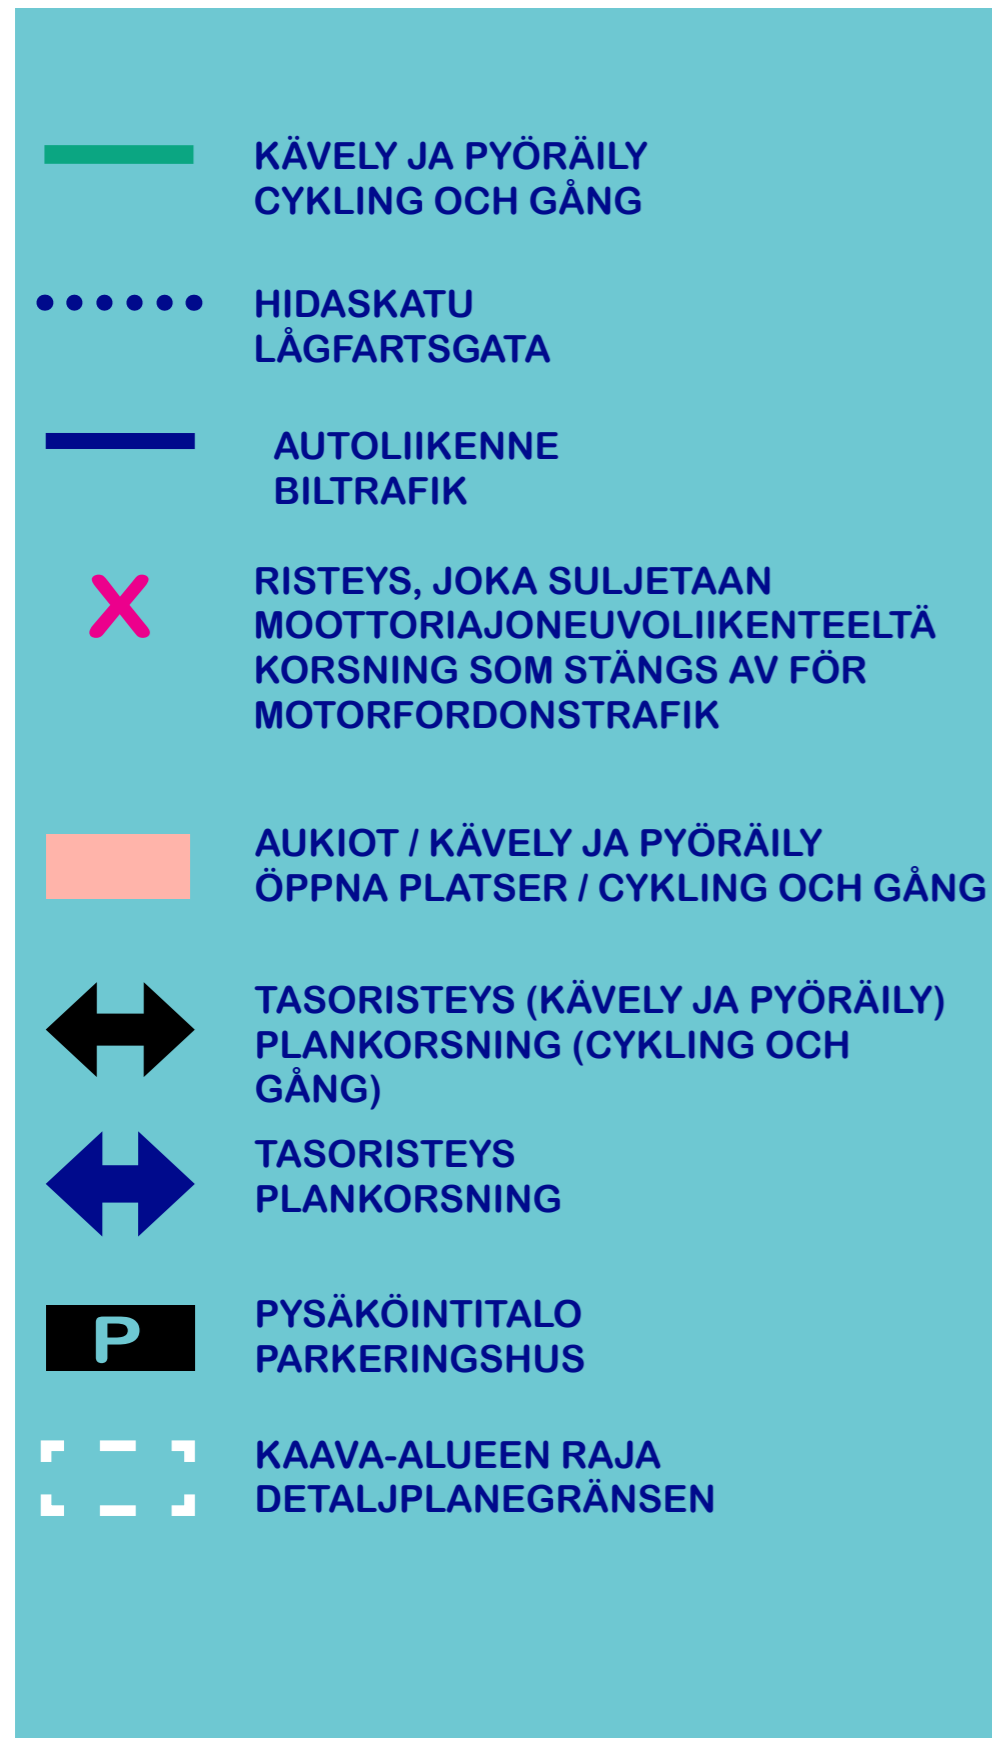 KÄVELY JA PYÖRÄILY
CYKLING OCH GÅNG
HIDASKATU
LÅGFARTSGATA
AUTOLIIKENNE
BILTRAFIK
X
RISTEYS, JOKA SULJETAAN
MOOTTORIAJONEUVOLIIKENTEELTÄ
KORSNING SOM STÄNGS AV FÖR
MOTORFORDONSTRAFIK
AUKIOT / KÄVELY JA PYÖRÄILY
ÖPPNA PLATSER / CYKLING OCH GÅNG
TASORISTEYS (KÄVELY JA PYÖRÄILY)
PLANKORSNING (CYKLING OCH
GÅNG)
TASORISTEYS
PLANKORSNING
P
PYSÄKÖINTITALO
PARKERINGSHUS
KAAVA-ALUEEN RAJA
DETALJPLANEGRÄNSEN